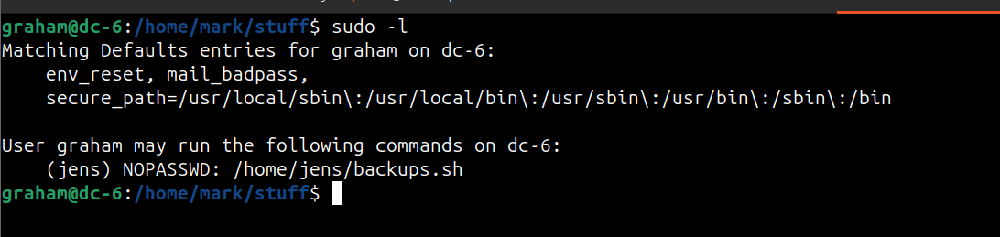 graham@dc-6:/home/mark/stuff$ sudo -l
Matching Defaults entries for graham on dc-6:
    env_reset, mail_badpass,
    secure_path=/usr/local/sbin\:/usr/local/bin\:/usr/sbin\:/usr/bin\:/sbin\:/bin

User graham may run the following commands on dc-6:
    (jens) NOPASSWD: /home/jens/backups.sh
graham@dc-6:/home/mark/stuff$